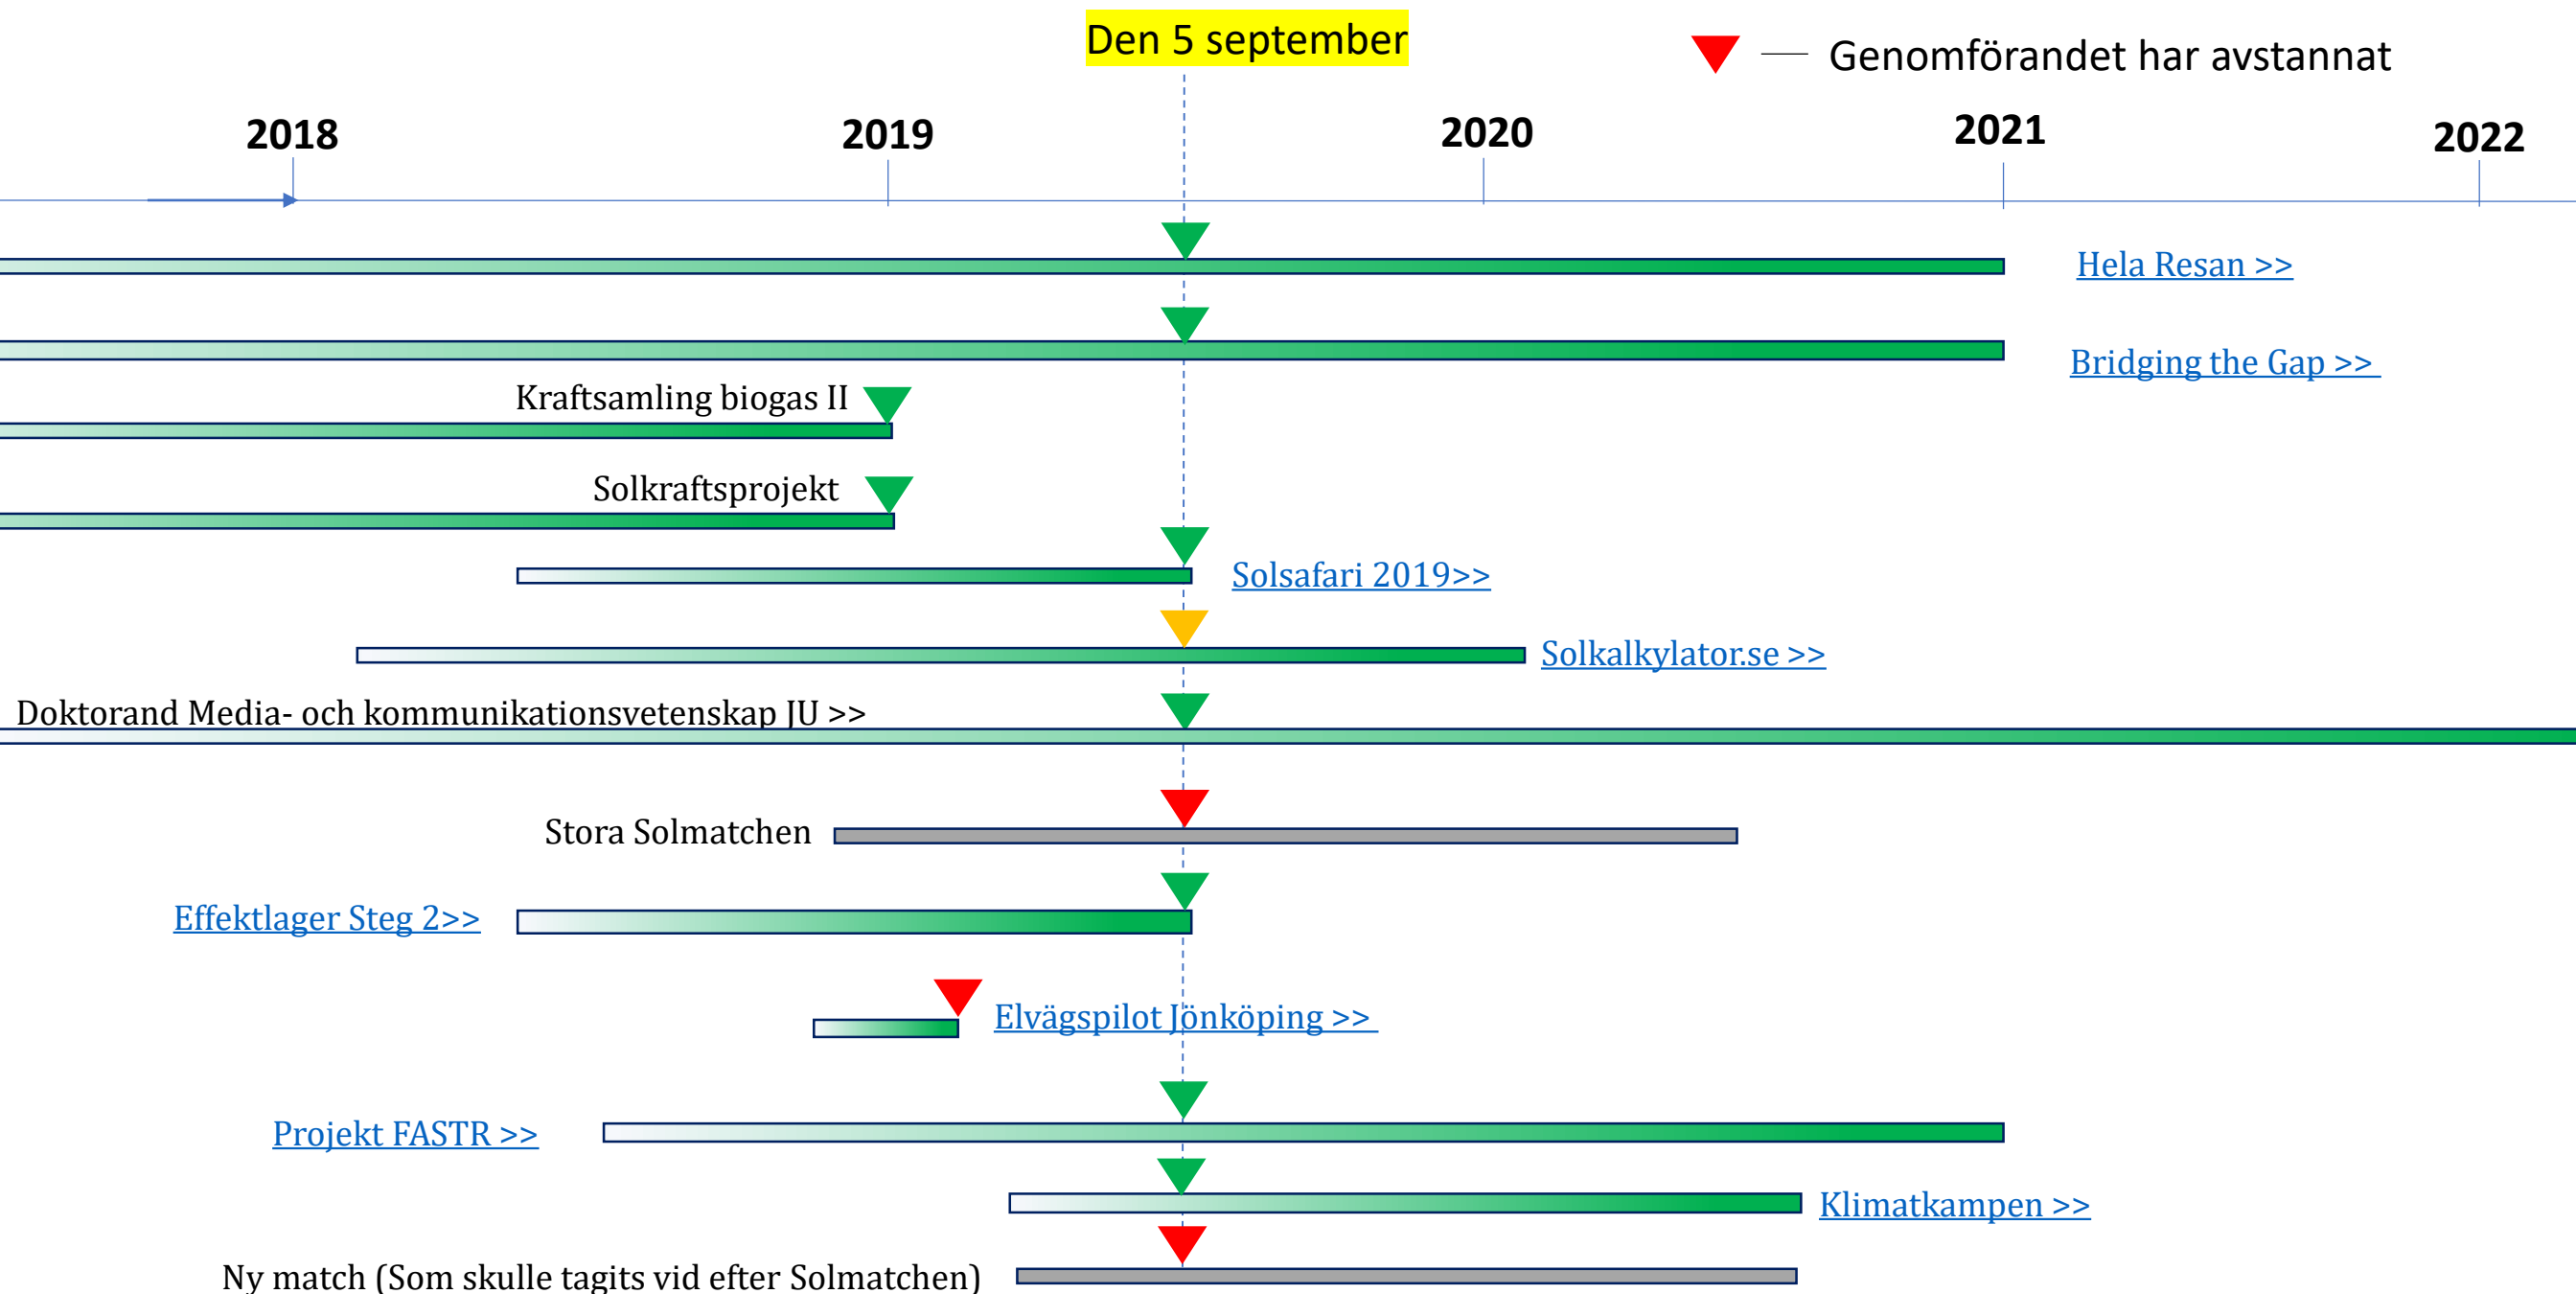 Den 5 september
Genomförandet har avstannat
2018
2019
2020
2021
2022
Hela Resan >>
Bridging the Gap >>
Kraftsamling biogas II
Solkraftsprojekt
Solsafari 2019>>
Solkalkylator.se >>
Doktorand Media- och kommunikationsvetenskap JU >>
Stora Solmatchen
Effektlager Steg 2>>
Elvägspilot Jönköping >>
Projekt FASTR >>
Klimatkampen >>
Ny match (Som skulle tagits vid efter Solmatchen)